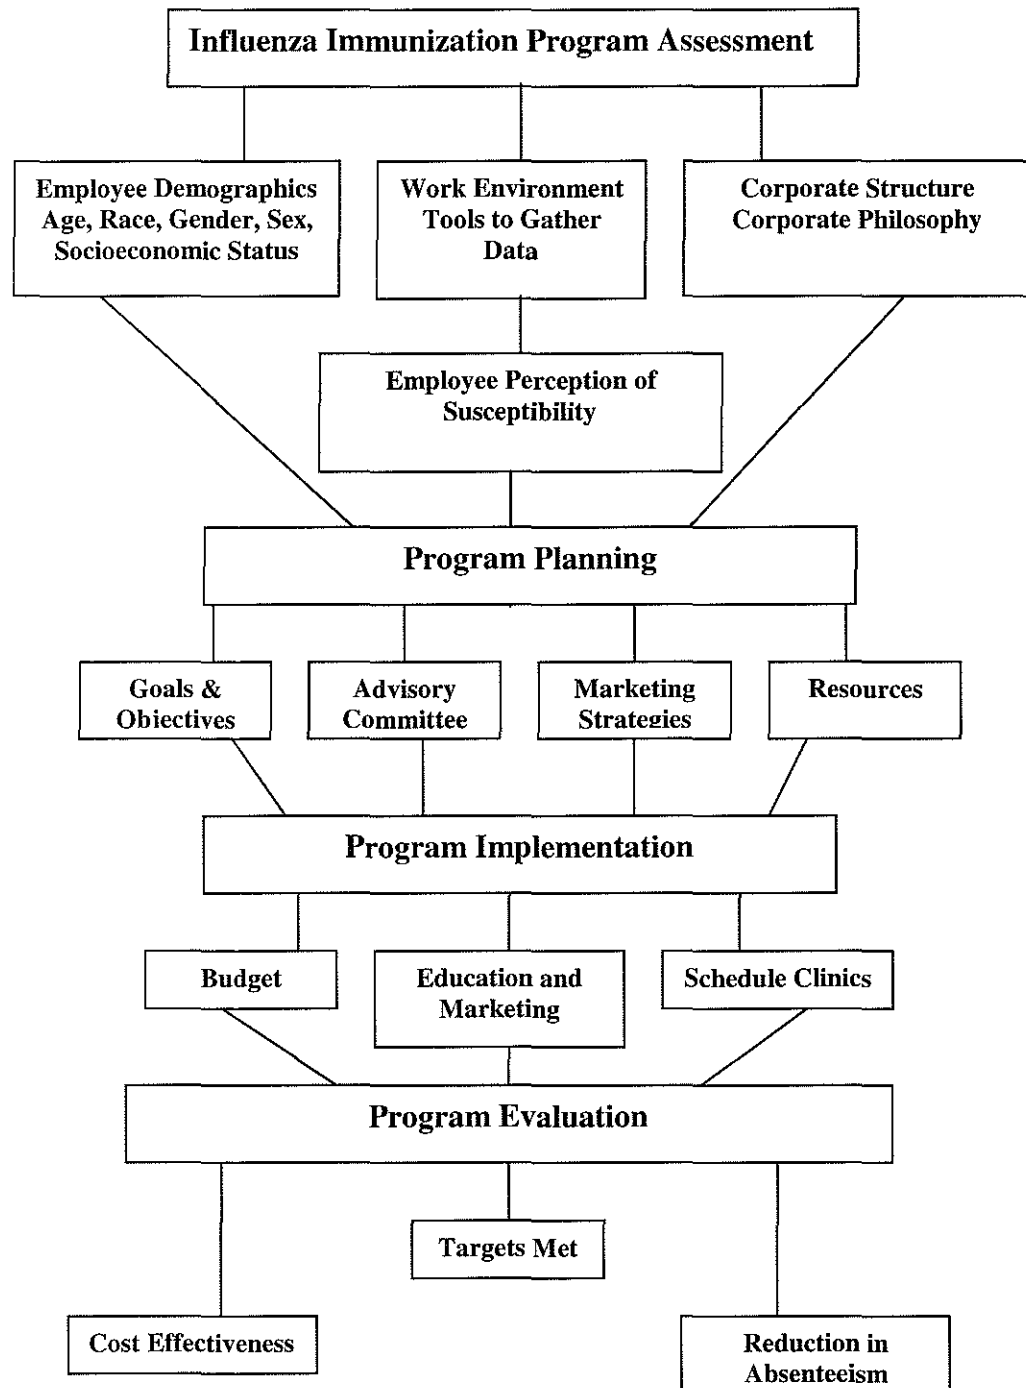 Influenza Immunization Program Assessment
Employee Demographics
Age, Race, Gender, Sex,
Socioeconomic Status
Work Environment
Tools to Gather
Data
Corporate Structure
Corporate Philosophy
Employee Perception of
Susceptibility
Program Planning
Goals &
Objectives
Advisory
Committee
Marketing
Strategies
Resources
Program Implementation
Budget
Education and
Marketing
Schedule Clinics
Program Evaluation
Targets Met
Cost Effectiveness
Reduction in
Absenteeism